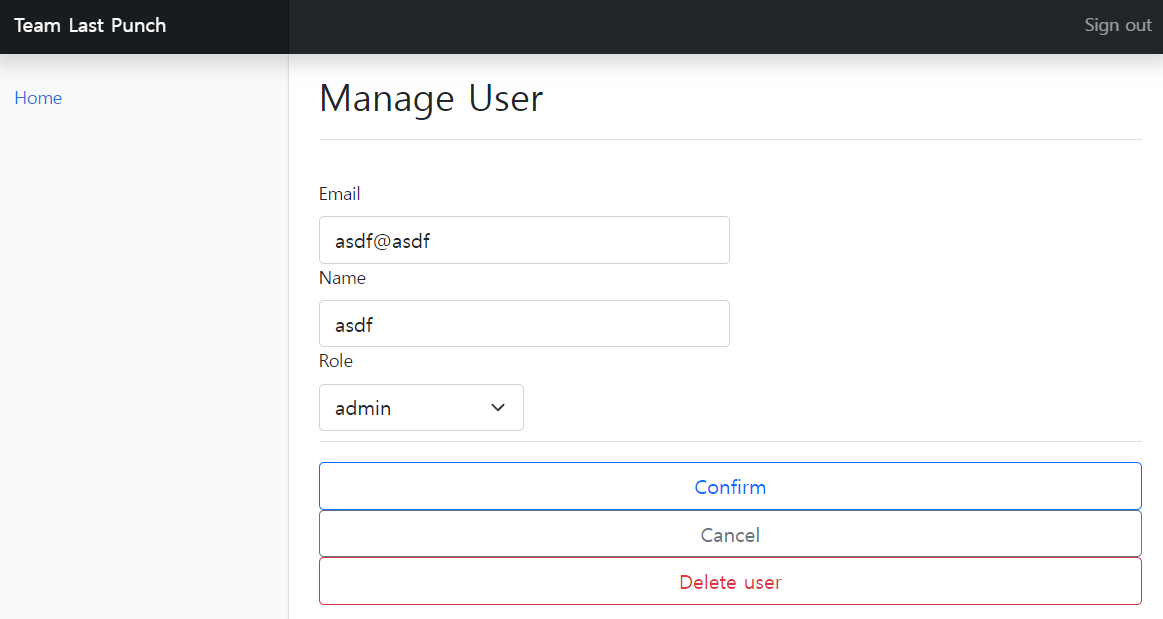 Team Last Punch
Sign out
Home
Manage User
Email
asdf@asdf
Name
asdf
Role
admin
Confirm
Cancel
Delete user